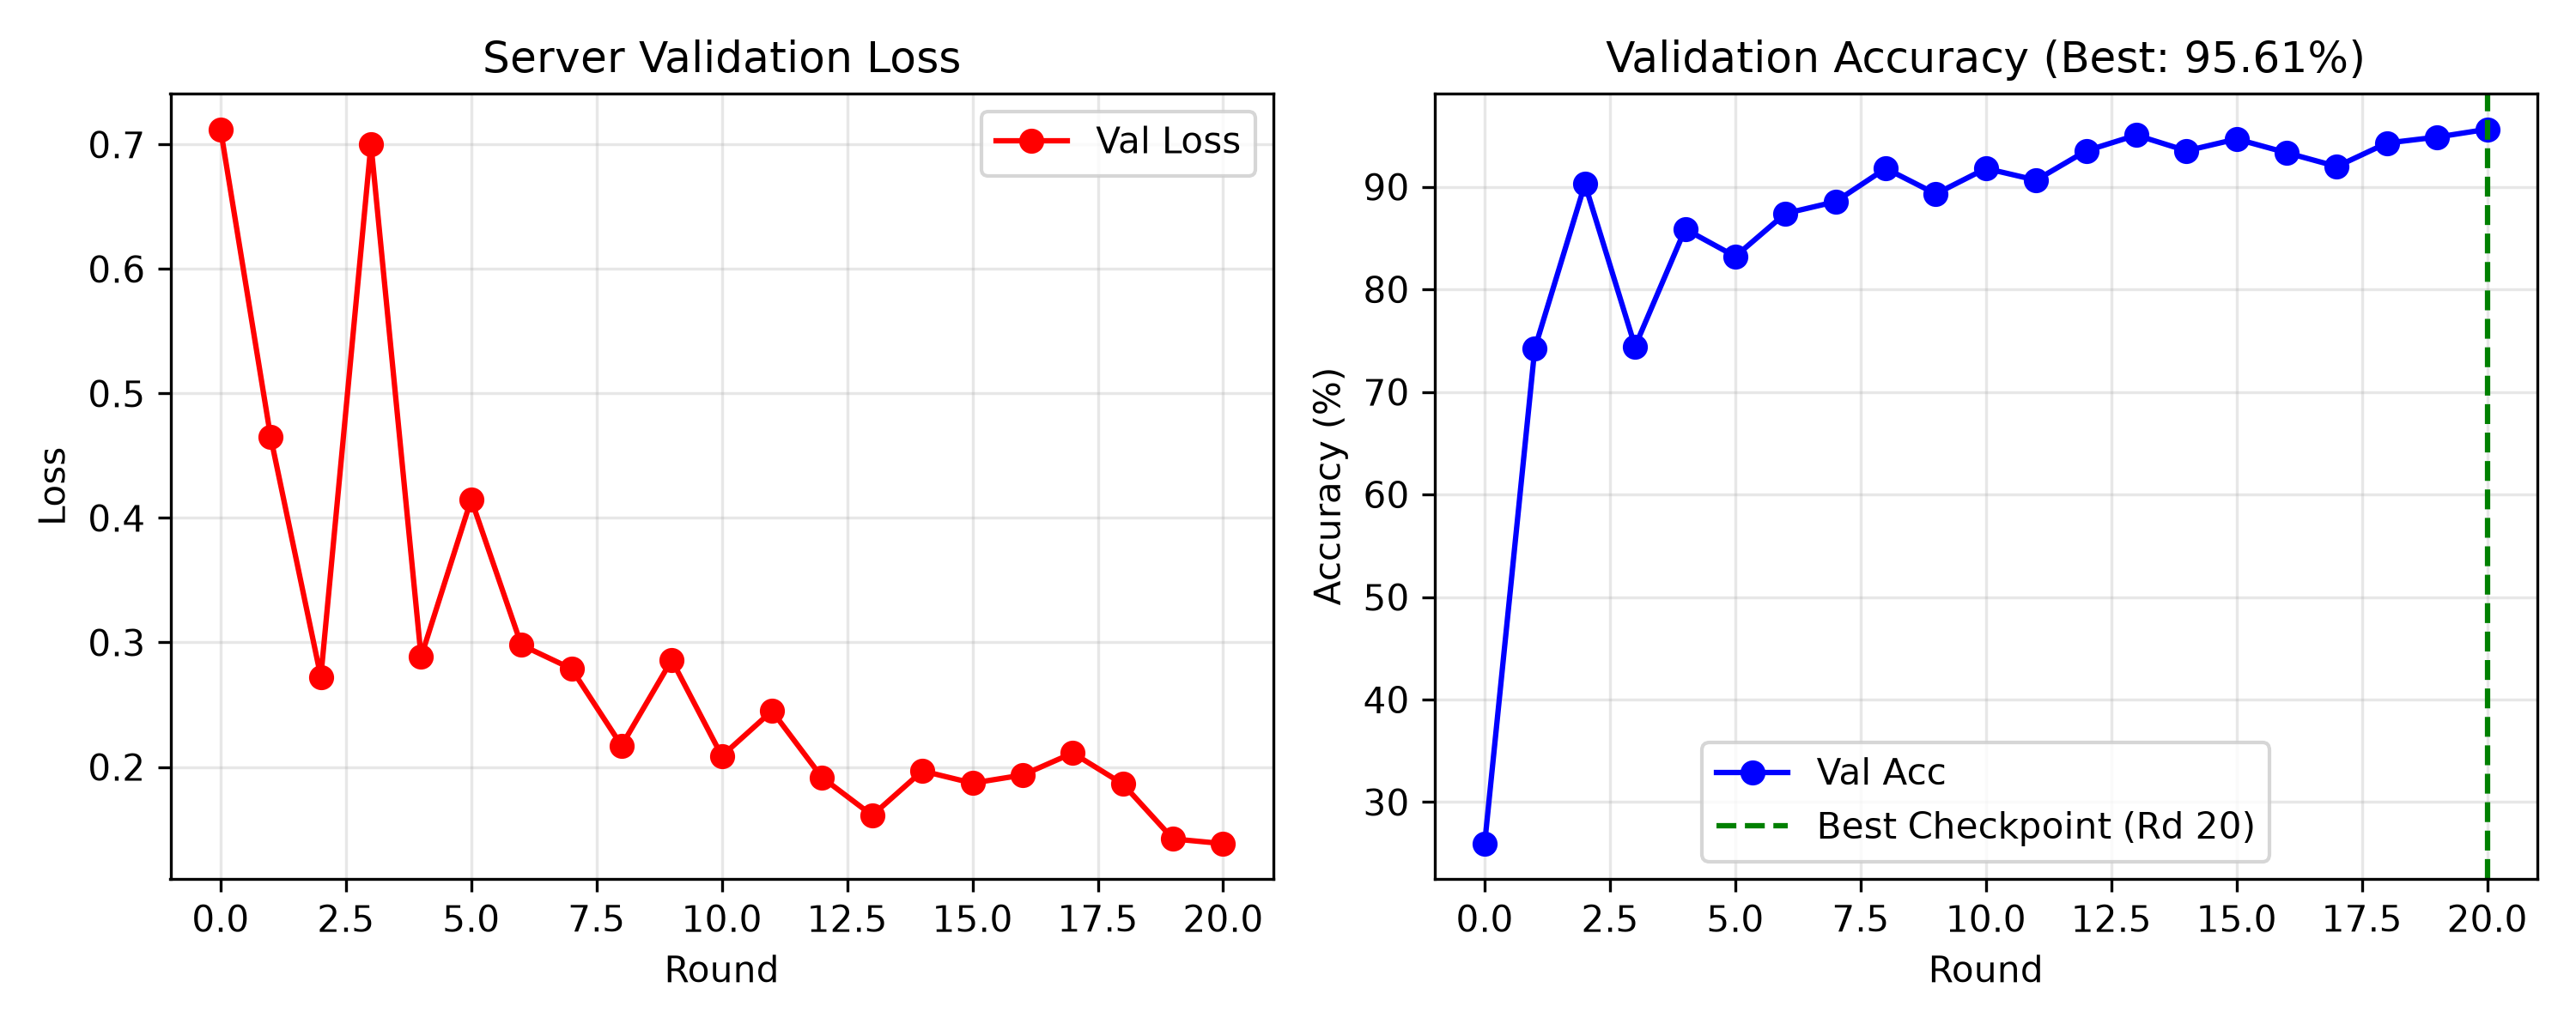 Server Validation Loss
Val Loss
0.7
0.6
0.5
0.4
0.3
0.2
Loss
0.0 2.5 5.0 7.5 10.0 12.5 15.0 17.5 20.0
Round
Validation Accuracy (Best: 95.61%)
90
80
70
60
50
40
30
Accuracy (%)
Val Acc
Best Checkpoint (Rd 20)
0.0 2.5 5.0 7.5 10.0 12.5 15.0 17.5 20.0
Round